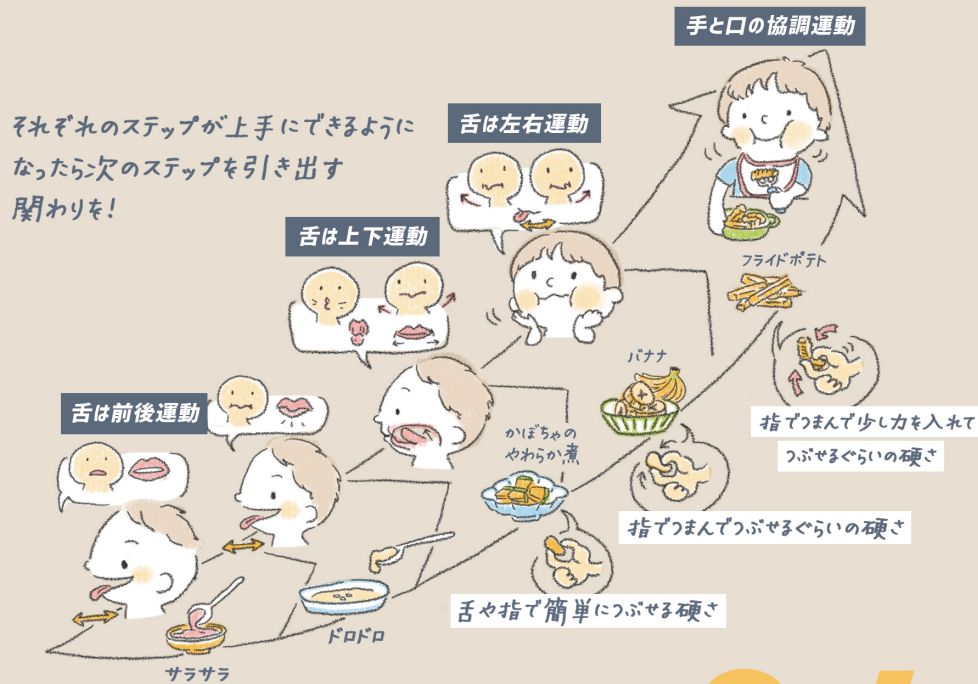 手と口の協調運動
それぞれのステップが上手にできるように
なったら次のステップを引き出す
関わりを!
舌は左右運動
舌は上下運動
舌は前後運動
フライドポテト
バナナ
かぼちゃの
やわらか煮
指でつまんで少し力を入れて
つぶせるぐらいの硬さ
指でつまんでつぶせるぐらいの硬さ
舌や指で簡単につぶせる硬さ
ドロドロ
サラサラ